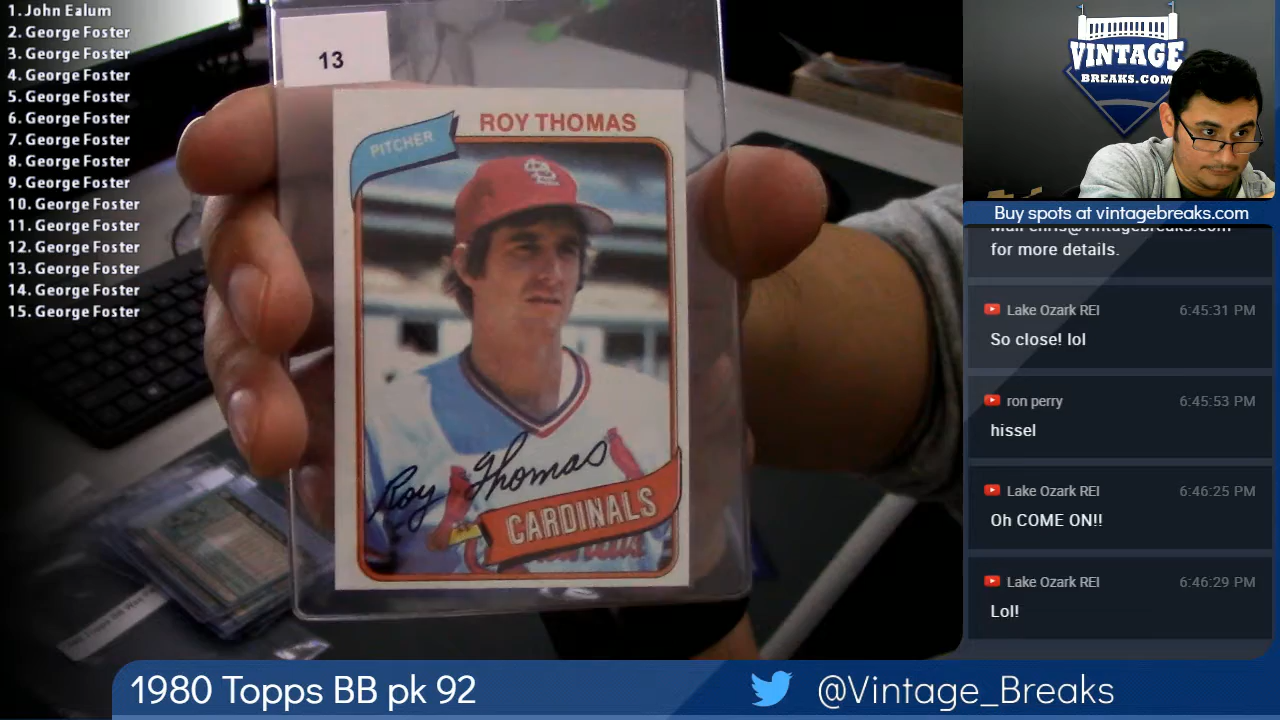 1. John Ealum
2. George Foster
3. George Foster
4. George Foster
5. George Foster
6. George Foster
7. George Foster
8. George Foster
9. George Foster
10. George Foster
11. George Foster
12. George Foster
13. George Foster
14. George Foster
15. George Foster
13
PITCHER
ROY THOMAS
Roy Thomas
CARDINALS
VINTAGE
BREAKS.COM
Buy spots at vintagebreaks.com
Mail chris@vintagebreaks.com
for more details.
Lake Ozark REI 6:45:31 PM
So close! lol
ron perry 6:45:53 PM
hissel
Lake Ozark REI 6:46:25 PM
Oh COME ON!!
Lake Ozark REI 6:46:29 PM
Lol!
1980 Topps BB pk 92
@Vintage_Breaks